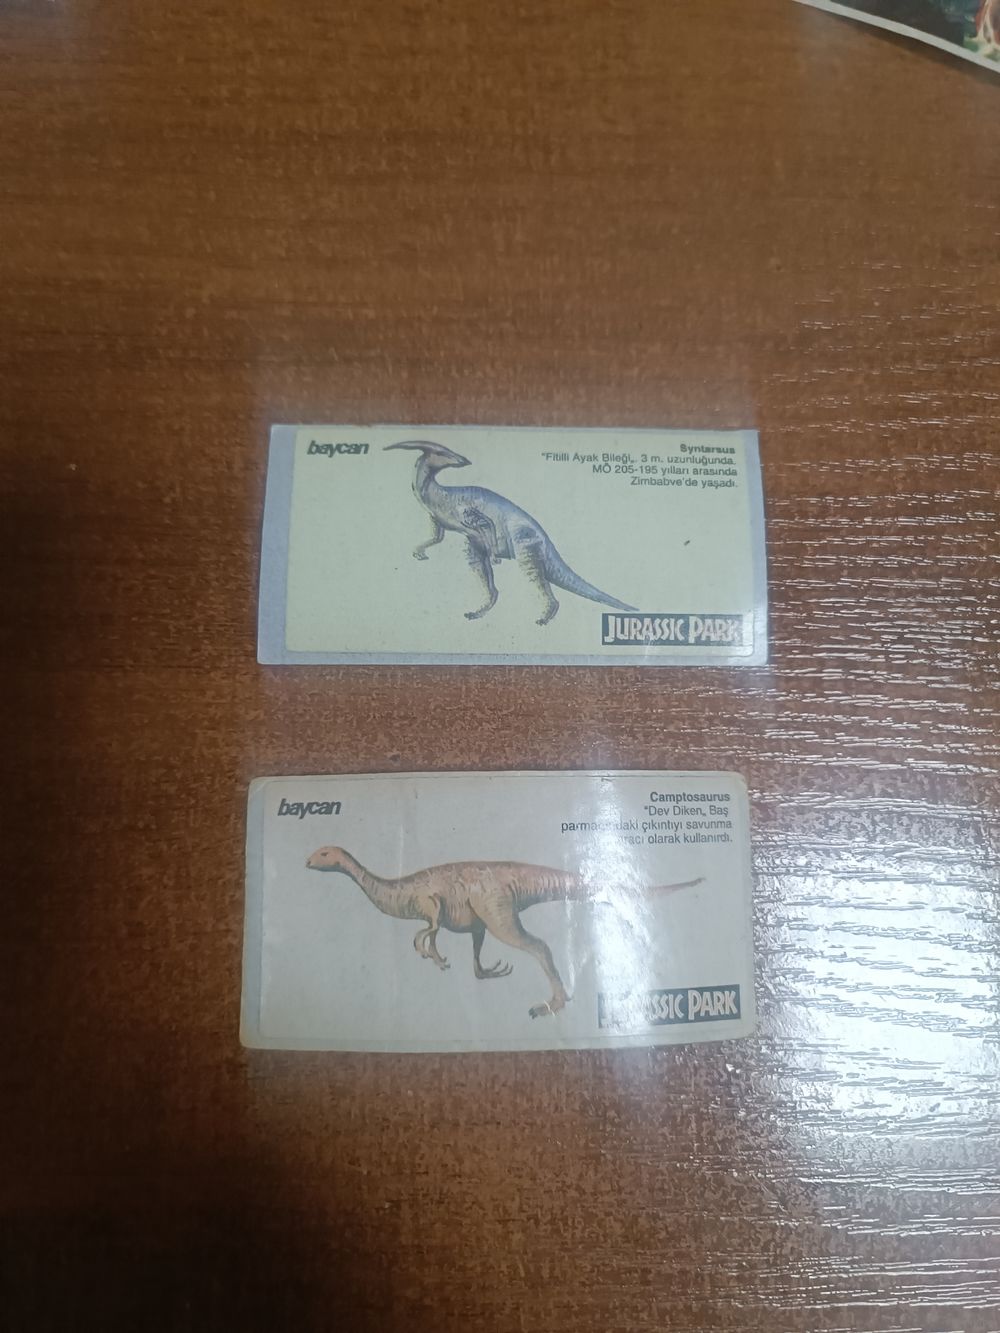 baycan
Syntarsus
"Fitilli Ayak Bileği„. 3 m. uzunluğunda.
MÖ 205-195 yılları arasında
Zimbabve'de yaşadı.
JURASSIC PARK
baycan
Camptosaurus
"Dev Diken„ Baş
çıkıntıyı savunma
olarak kullanırdı.
JURASSIC PARK